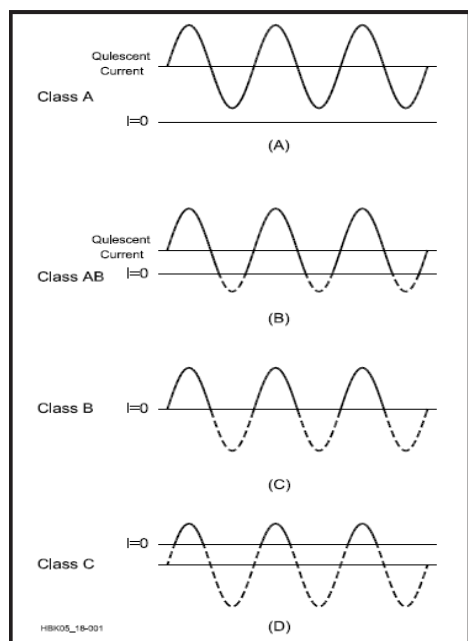 Qulescent
Current
Class A
I=0
(A)
Qulescent
Current
Class AB
I=0
(B)
Class B
I=0
(C)
I=0
Class C
HBK05_18-001
(D)